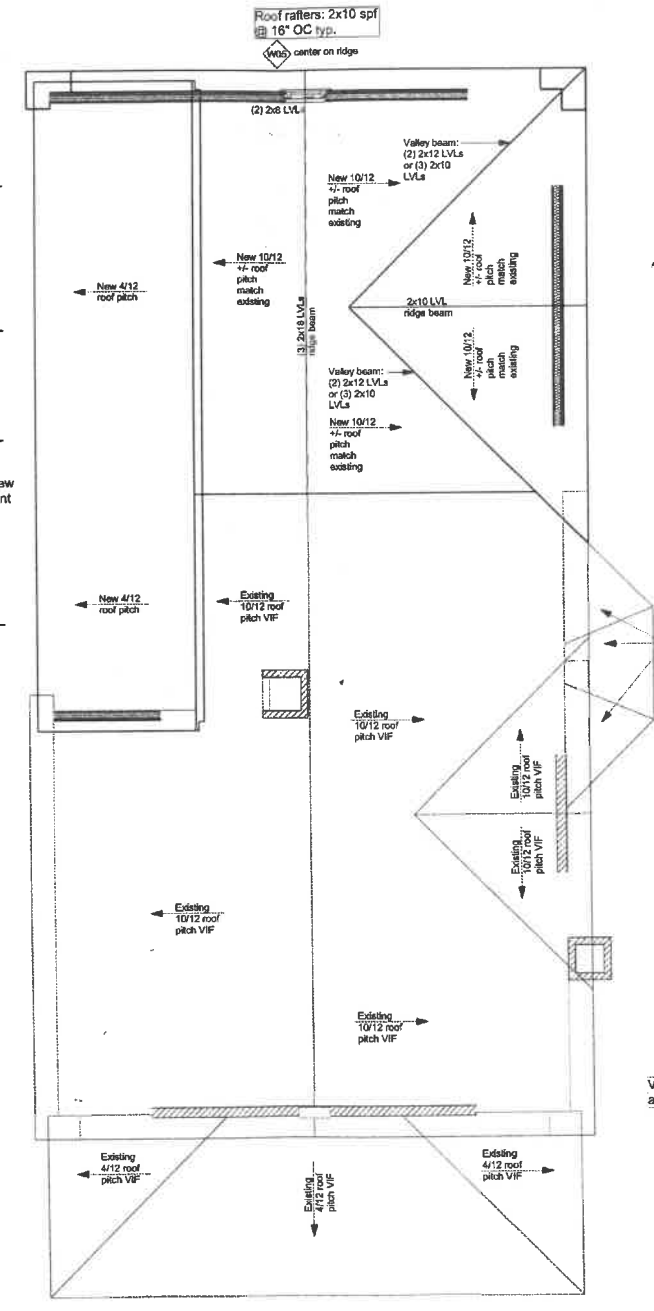 Roof rafters: 2x10 spf
@ 16" OC typ.
W05 center on ridge
(2) 2x8 LVLs
Valley beam:
(2) 2x12 LVLs
or (3) 2x10
LVLs
New 10/12
+/- roof
pitch
match
existing
New 10/12
+/- roof
pitch
match
existing
New 10/12
+/- roof
pitch
match
existing
New 4/12
roof pitch
(3) 2x18 LVLs
ridge beam
2x10 LVL
ridge beam
New 10/12
+/- roof
pitch
match
existing
Valley beam:
(2) 2x12 LVLs
or (3) 2x10
LVLs
New 10/12
+/- roof
pitch
match
existing
New 4/12
roof pitch
Existing
10/12 roof
pitch VIF
Existing
10/12 roof
pitch VIF
Existing
10/12 roof
pitch VIF
Existing
10/12 roof
pitch VIF
Existing
10/12 roof
pitch VIF
Existing
10/12 roof
pitch VIF
Existing
4/12 roof
pitch VIF
Existing
4/12 roof
pitch VIF
Existing
4/12 roof
pitch VIF